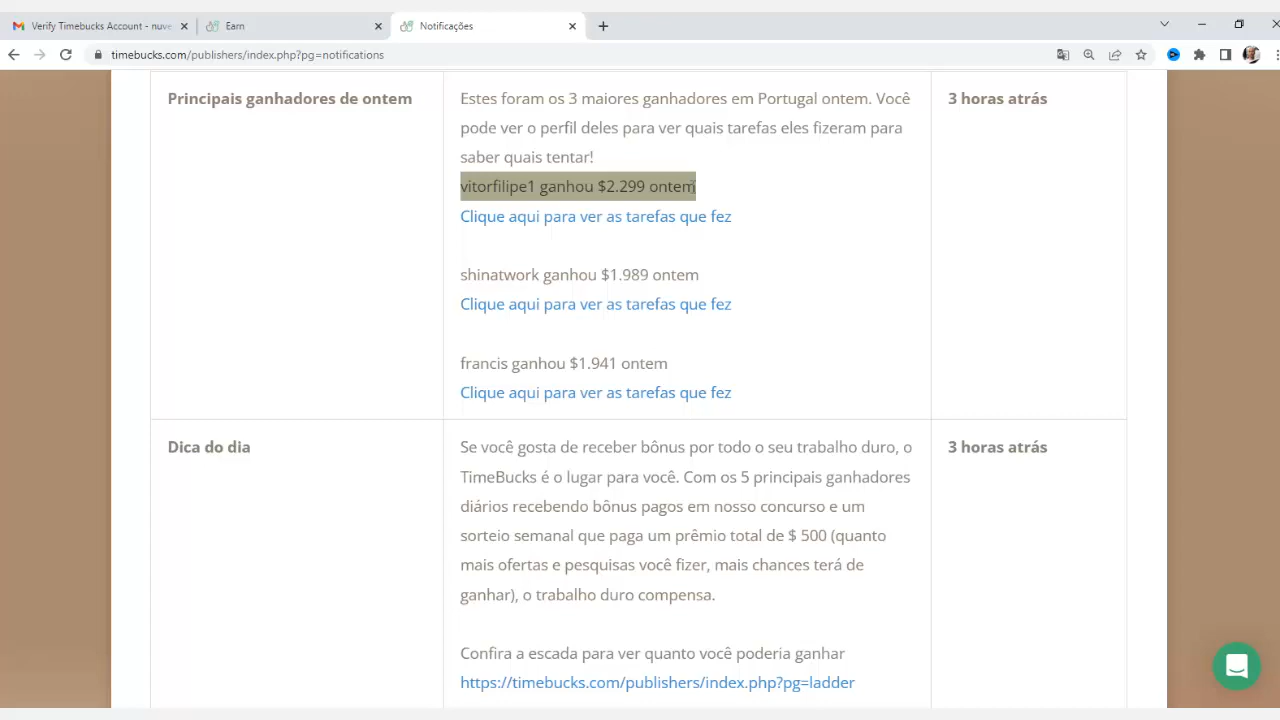 Verify Timebucks Account - nuve
Earn
Notificações
timebucks.com/publishers/index.php?pg=notifications
Principais ganhadores de ontem
Estes foram os 3 maiores ganhadores em Portugal ontem. Você
pode ver o perfil deles para ver quais tarefas eles fizeram para
saber quais tentar!
vitorfilipe1 ganhou $2.299 ontem
Clique aqui para ver as tarefas que fez
shinatwork ganhou $1.989 ontem
Clique aqui para ver as tarefas que fez
francis ganhou $1.941 ontem
Clique aqui para ver as tarefas que fez
3 horas atrás
Dica do dia
Se você gosta de receber bônus por todo o seu trabalho duro, o
TimeBucks é o lugar para você. Com os 5 principais ganhadores
diários recebendo bônus pagos em nosso concurso e um
sorteio semanal que paga um prêmio total de $ 500 (quanto
mais ofertas e pesquisas você fizer, mais chances terá de
ganhar), o trabalho duro compensa.
Confira a escada para ver quanto você poderia ganhar
https://timebucks.com/publishers/index.php?pg=ladder
3 horas atrás